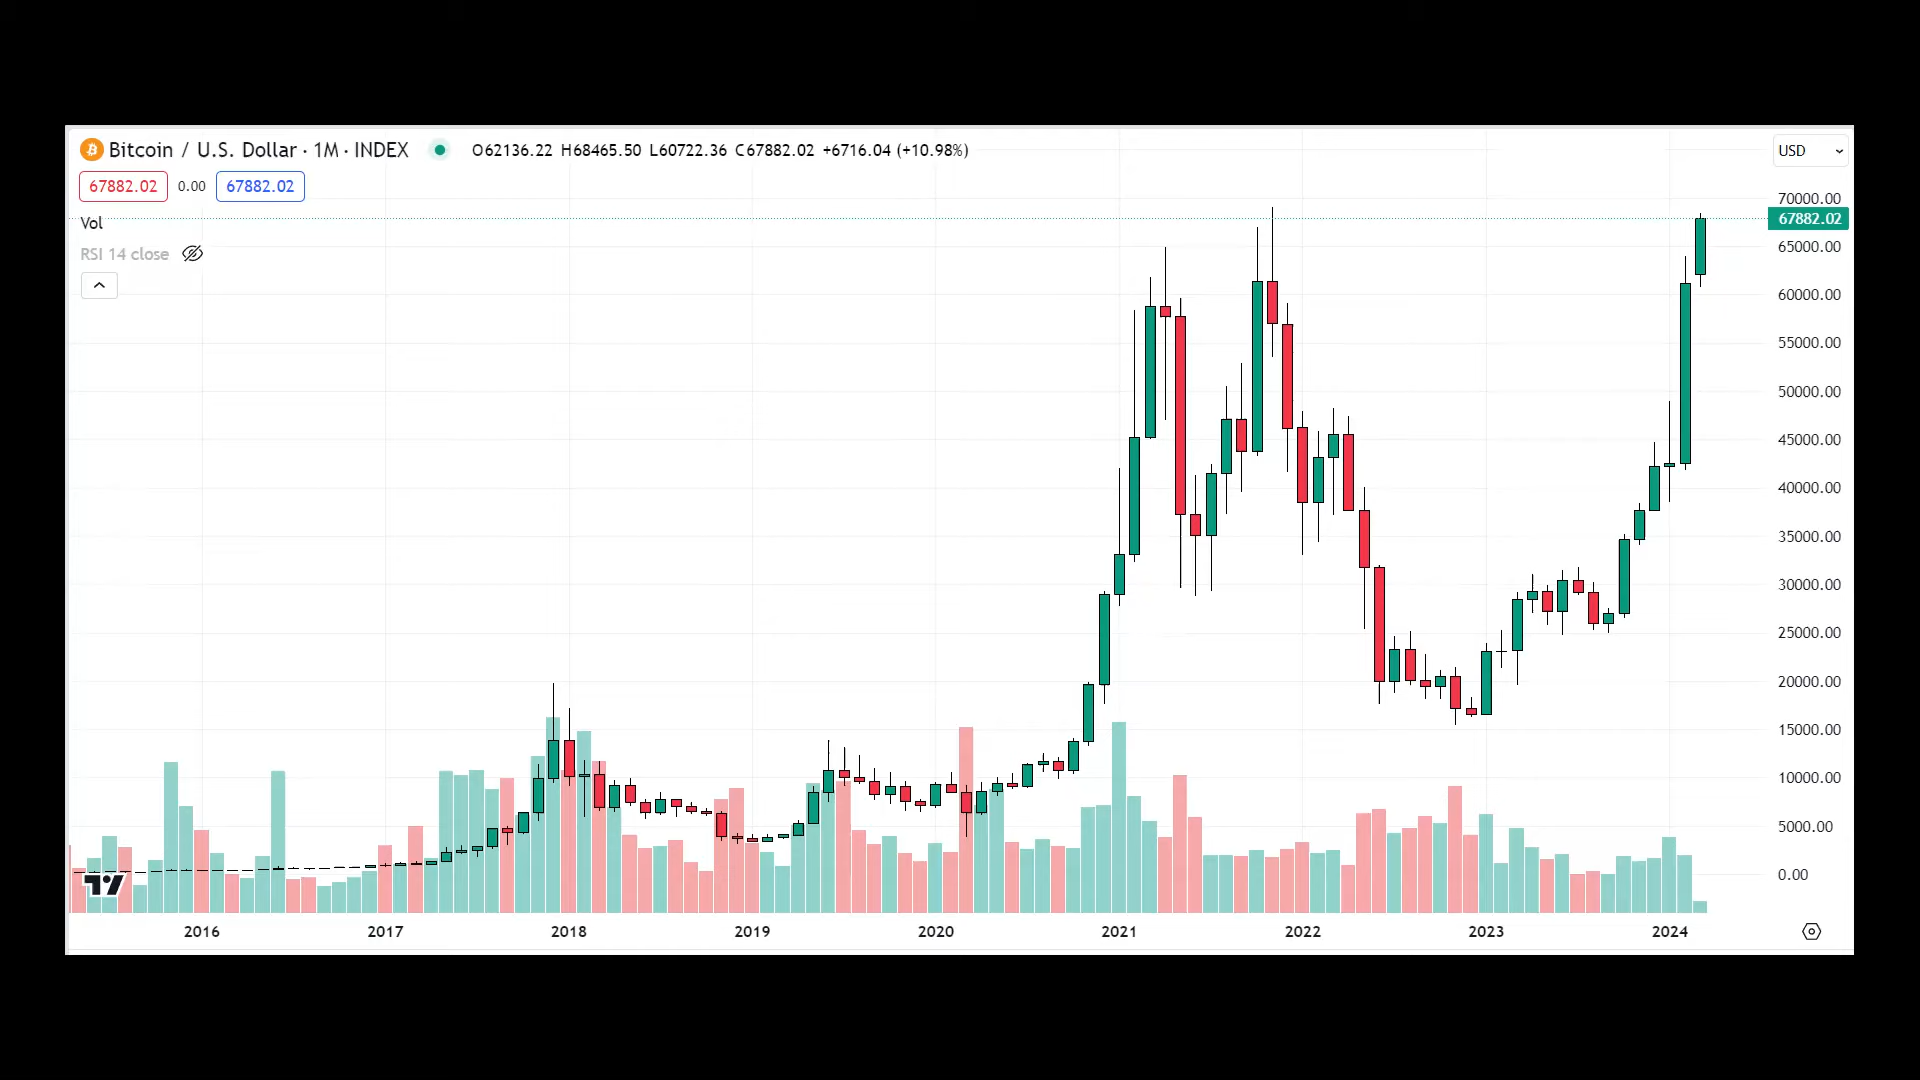 Bitcoin / U.S. Dollar · 1M · INDEX O62136.22 H68465.50 L60722.36 C67882.02 +6716.04 (+10.98%)
USD
67882.02 0.00 67882.02
Vol
RSI 14 close
70000.00
67882.02
65000.00
60000.00
55000.00
50000.00
45000.00
40000.00
35000.00
30000.00
25000.00
20000.00
15000.00
10000.00
5000.00
0.00
2016 2017 2018 2019 2020 2021 2022 2023 2024